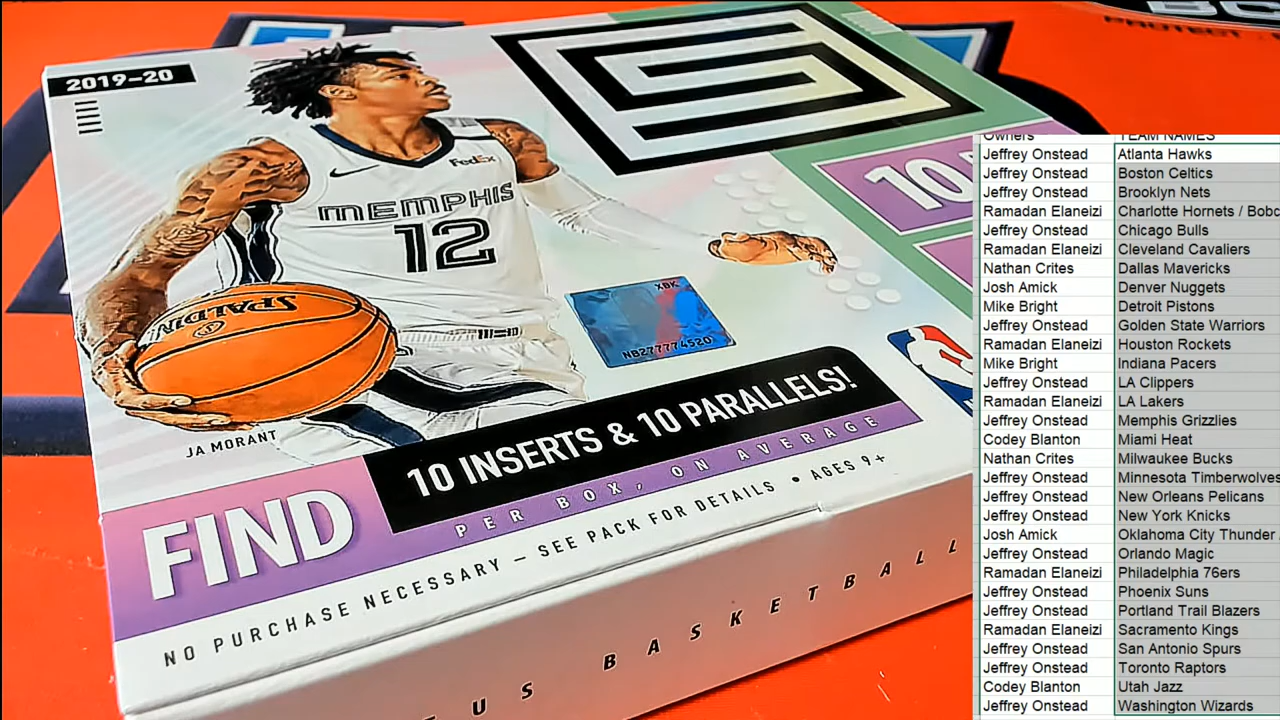 2019-20
FedEx
MEMPHIS
12
SPALDING
JA MORANT
XBK
10
FIND
10 INSERTS & 10 PARALLELS!
PER BOX, ON AVERAGE
NO PURCHASE NECESSARY – SEE PACK FOR DETAILS • AGES 9+
US BASKETBALL
PROTECT
Owners TEAM NAMES
Jeffrey Onstead Atlanta Hawks
Jeffrey Onstead Boston Celtics
Jeffrey Onstead Brooklyn Nets
Ramadan Elaneizi Charlotte Hornets / Bobc
Jeffrey Onstead Chicago Bulls
Ramadan Elaneizi Cleveland Cavaliers
Nathan Crites Dallas Mavericks
Josh Amick Denver Nuggets
Mike Bright Detroit Pistons
Jeffrey Onstead Golden State Warriors
Ramadan Elaneizi Houston Rockets
Mike Bright Indiana Pacers
Jeffrey Onstead LA Clippers
Ramadan Elaneizi LA Lakers
Jeffrey Onstead Memphis Grizzlies
Codey Blanton Miami Heat
Nathan Crites Milwaukee Bucks
Jeffrey Onstead Minnesota Timberwolves
Jeffrey Onstead New Orleans Pelicans
Jeffrey Onstead New York Knicks
Josh Amick Oklahoma City Thunder
Jeffrey Onstead Orlando Magic
Ramadan Elaneizi Philadelphia 76ers
Jeffrey Onstead Phoenix Suns
Jeffrey Onstead Portland Trail Blazers
Ramadan Elaneizi Sacramento Kings
Jeffrey Onstead San Antonio Spurs
Jeffrey Onstead Toronto Raptors
Codey Blanton Utah Jazz
Jeffrey Onstead Washington Wizards